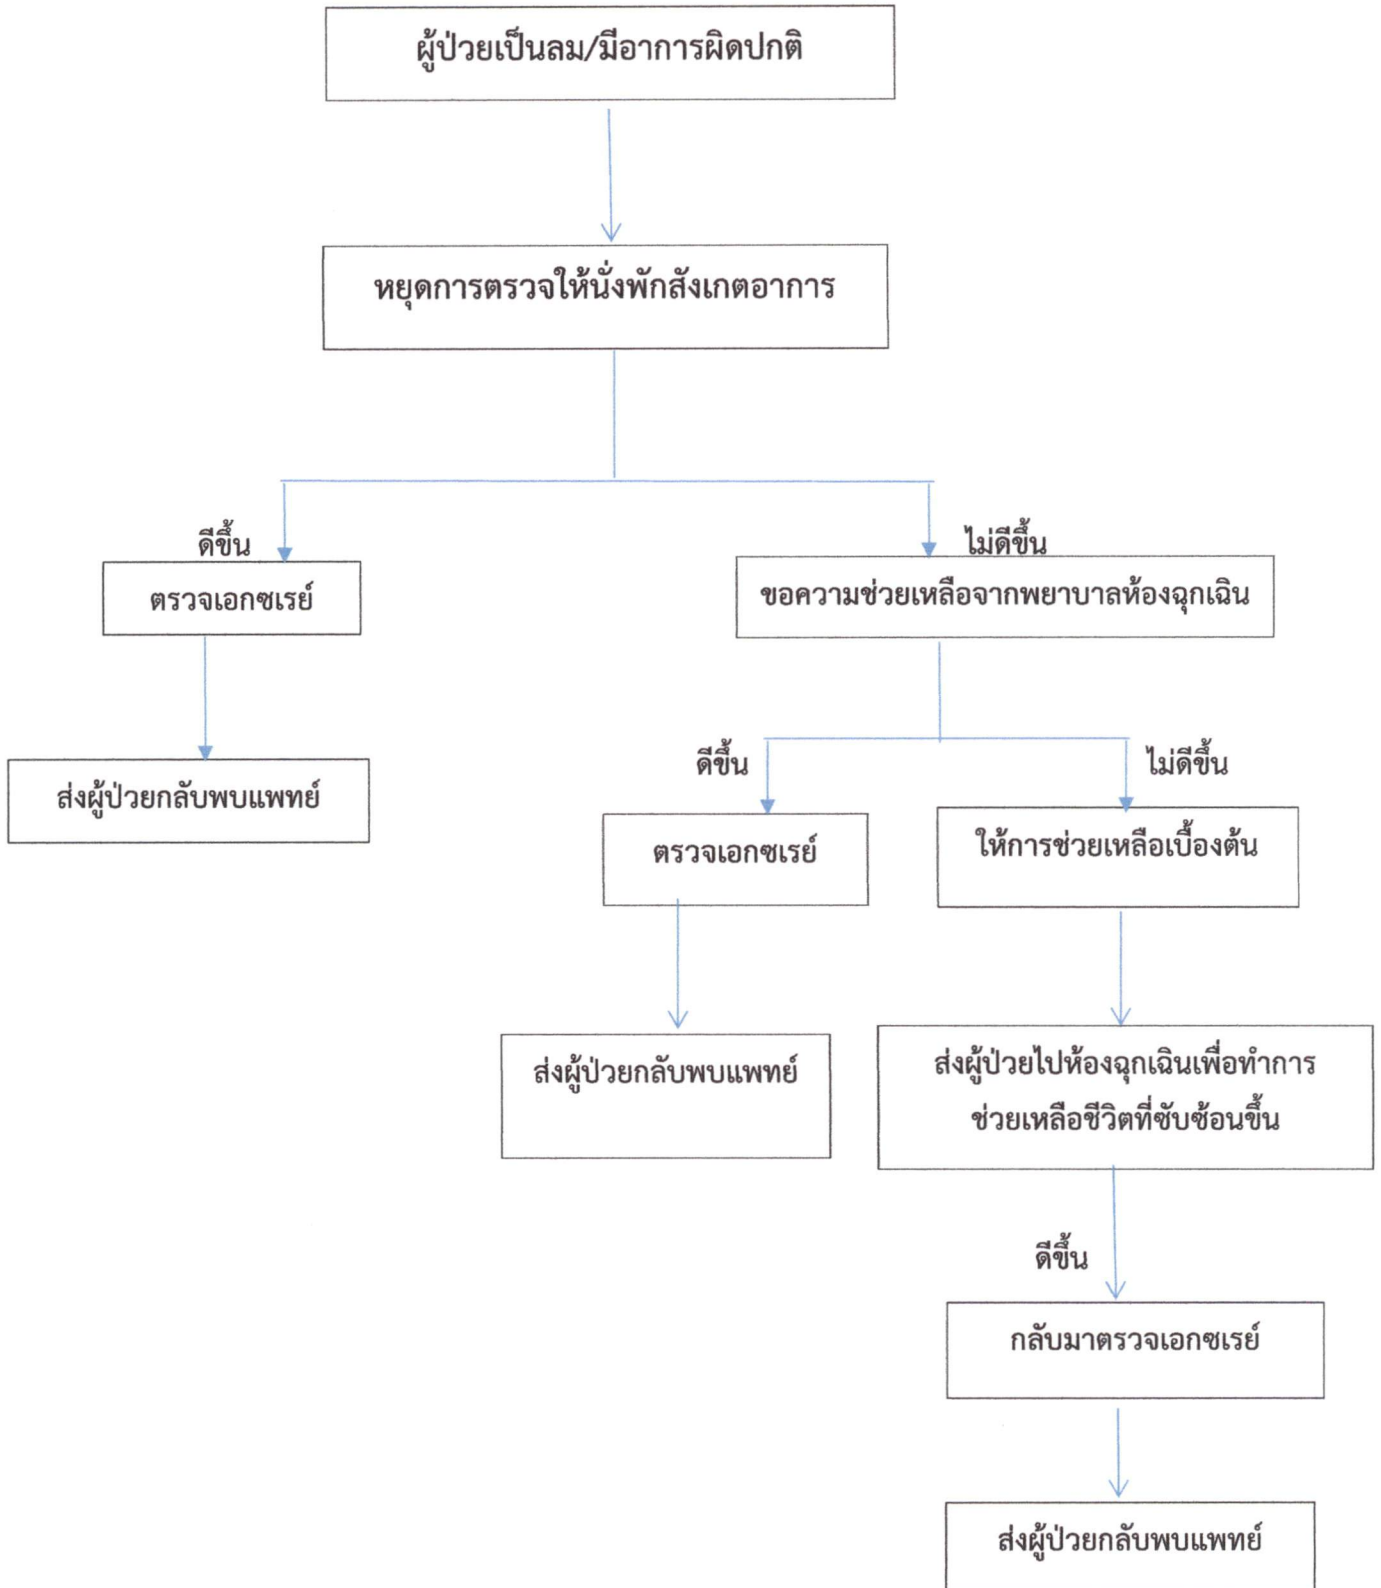 ผู้ป่วยเป็นลม/มีอาการผิดปกติ
หยุดการตรวจให้นั่งพักสังเกตอาการ
ดีขึ้น
ไม่ดีขึ้น
ตรวจเอกซเรย์
ขอความช่วยเหลือจากพยาบาลห้องฉุกเฉิน
ส่งผู้ป่วยกลับพบแพทย์
ดีขึ้น
ไม่ดีขึ้น
ตรวจเอกซเรย์
ให้การช่วยเหลือเบื้องต้น
ส่งผู้ป่วยกลับพบแพทย์
ส่งผู้ป่วยไปห้องฉุกเฉินเพื่อทำการ
ช่วยเหลือชีวิตที่ซับซ้อนขึ้น
ดีขึ้น
กลับมาตรวจเอกซเรย์
ส่งผู้ป่วยกลับพบแพทย์